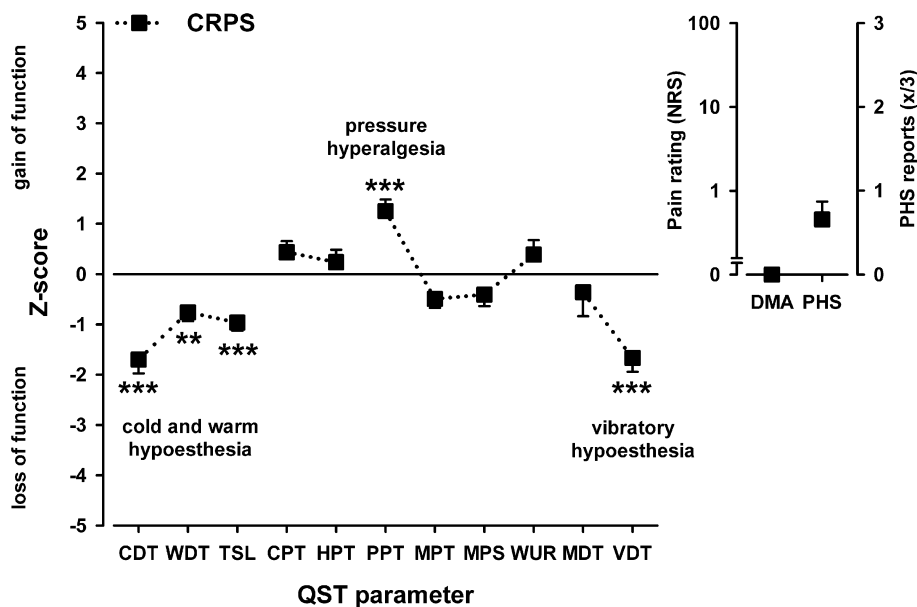 CRPS
5
4
3
2
1
0
-1
-2
-3
-4
-5
gain of function
Z-score
loss of function
pressure
hyperalgesia
***
***
**
***
***
cold and warm
hypoesthesia
vibratory
hypoesthesia
CDT WDT TSL CPT HPT PPT MPT MPS WUR MDT VDT
QST parameter
100
10
1
0
Pain rating (NRS)
3
2
1
0
PHS reports (x/3)
DMA PHS